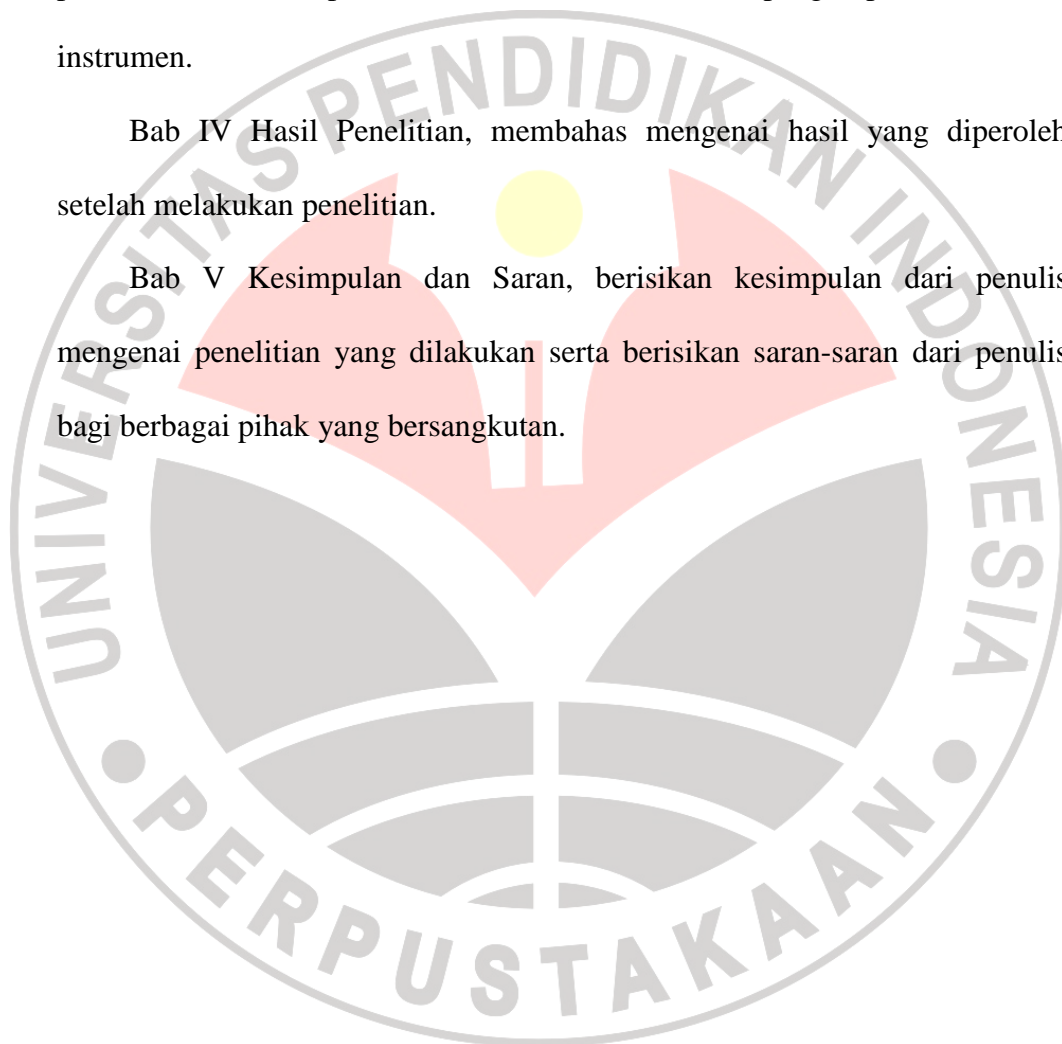 instrumen.
Bab IV Hasil Penelitian, membahas mengenai hasil yang diperoleh
setelah melakukan penelitian.
Bab V Kesimpulan dan Saran, berisikan kesimpulan dari penulis
mengenai penelitian yang dilakukan serta berisikan saran-saran dari penulis
bagi berbagai pihak yang bersangkutan.
UNIVERSITAS PENDIDIKAN INDONESIA
PERPUSTAKAAN